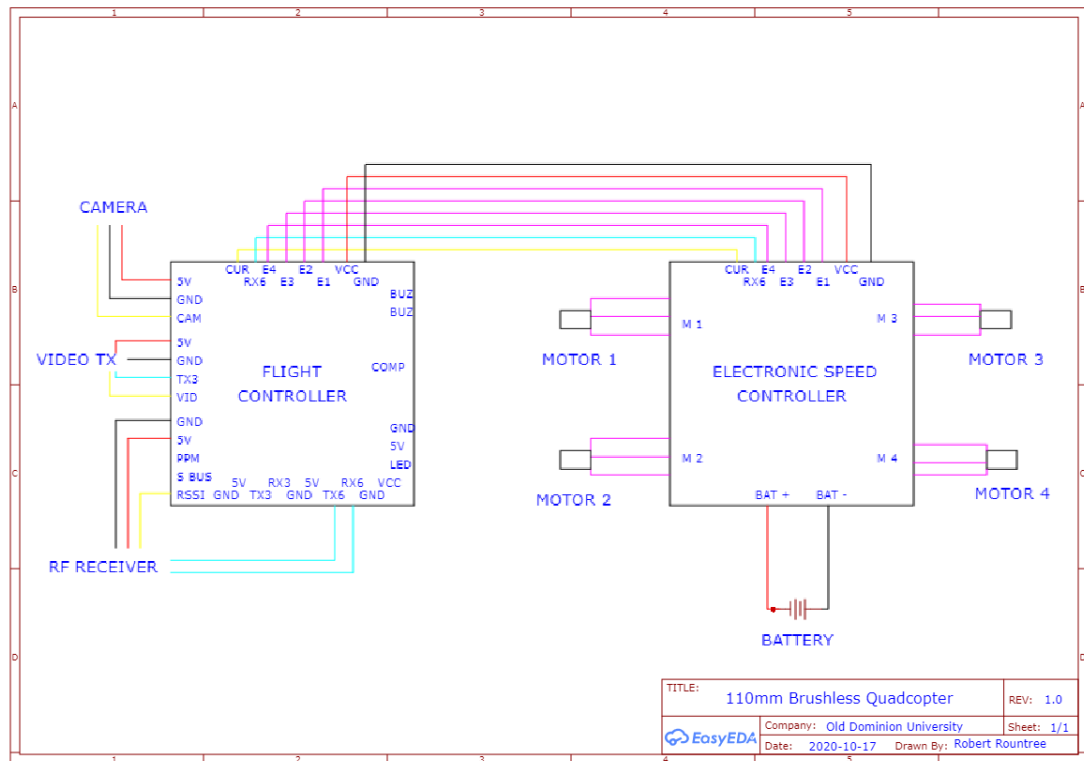 1 2 3 4 5
A A
B B
C C
D D
CAMERA
CUR E4 E2 VCC
RX6 E3 E1 GND
5V
GND
CAM
BUZ
BUZ
VIDEO TX
5V
GND
TX3
VID
FLIGHT
CONTROLLER
COMP
GND
5V
PPM
S BUS
RSSI
GND
5V
LED
5V RX3 5V RX6 VCC
GND TX3 GND TX6 GND
RF RECEIVER
CUR E4 E2 VCC
RX6 E3 E1 GND
M 1
M 3
MOTOR 1
MOTOR 3
ELECTRONIC SPEED
CONTROLLER
M 2
M 4
MOTOR 2
MOTOR 4
BAT + BAT -
BATTERY
TITLE: 110mm Brushless Quadcopter REV: 1.0
EasyEDA
Company: Old Dominion University Sheet: 1/1
Date: 2020-10-17 Drawn By: Robert Rountree
1 2 3 4 5